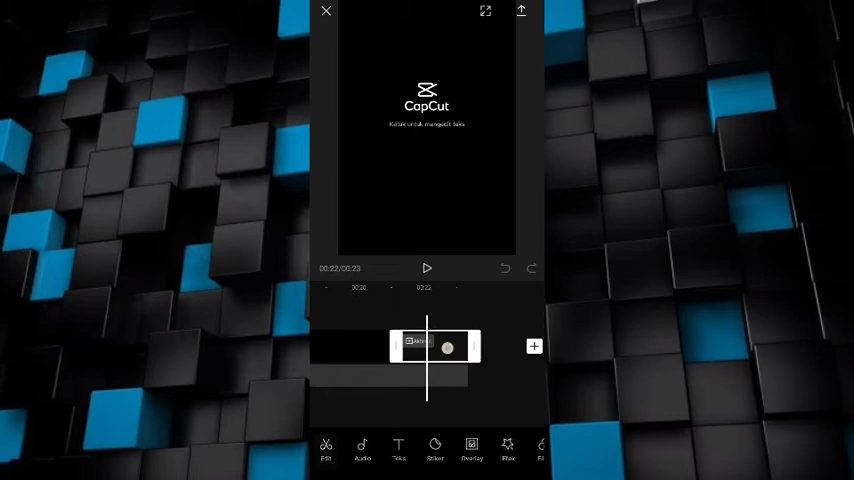 CapCut
Ketuk untuk mengedit teks
00:22/00:23
00:20
00:22
Edit
Audio
Teks
Stiker
Overlay
Efek